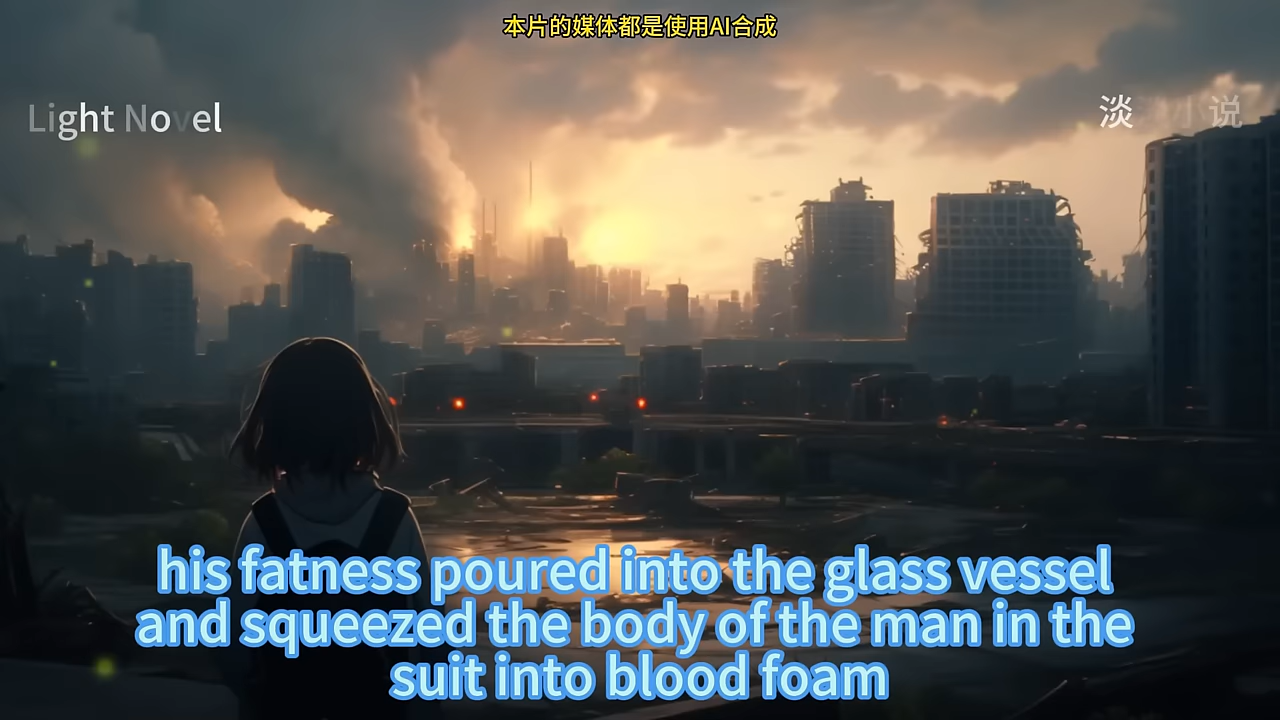 本片的媒体都是使用AI合成
Light Novel
淡 小说
his fatness poured into the glass vessel
and squeezed the body of the man in the
suit into blood foam